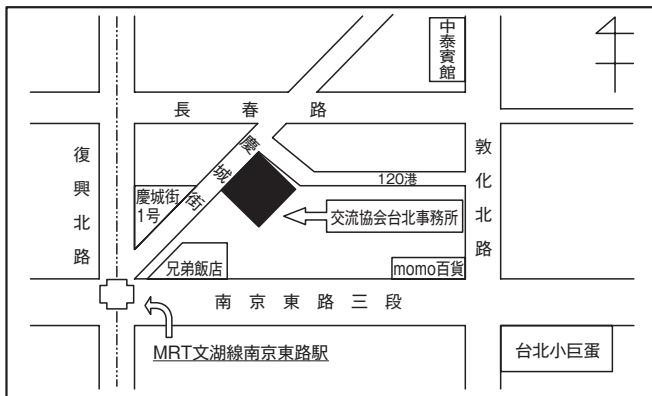 中泰賓館
長春路
復興北路
慶城街
敦化北路
120港
慶城街
1号
交流協会台北事務所
兄弟飯店
momo百貨
南京東路三段
MRT文湖線南京東路駅
台北小巨蛋